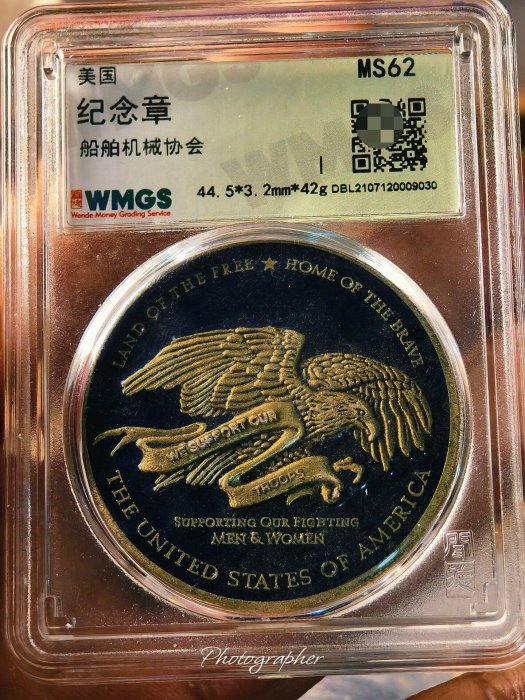 美国
MS62
纪念章
船舶机械协会
WMGS
Wende Money Grading Service
44.5*3.2mm*42g DBL2107120009030
LAND OF THE FREE ★ HOME OF THE BRAVE
WE SUPPORT OUR
TROOPS
SUPPORTING OUR FIGHTING
MEN & WOMEN
THE UNITED STATES OF AMERICA
Photographer